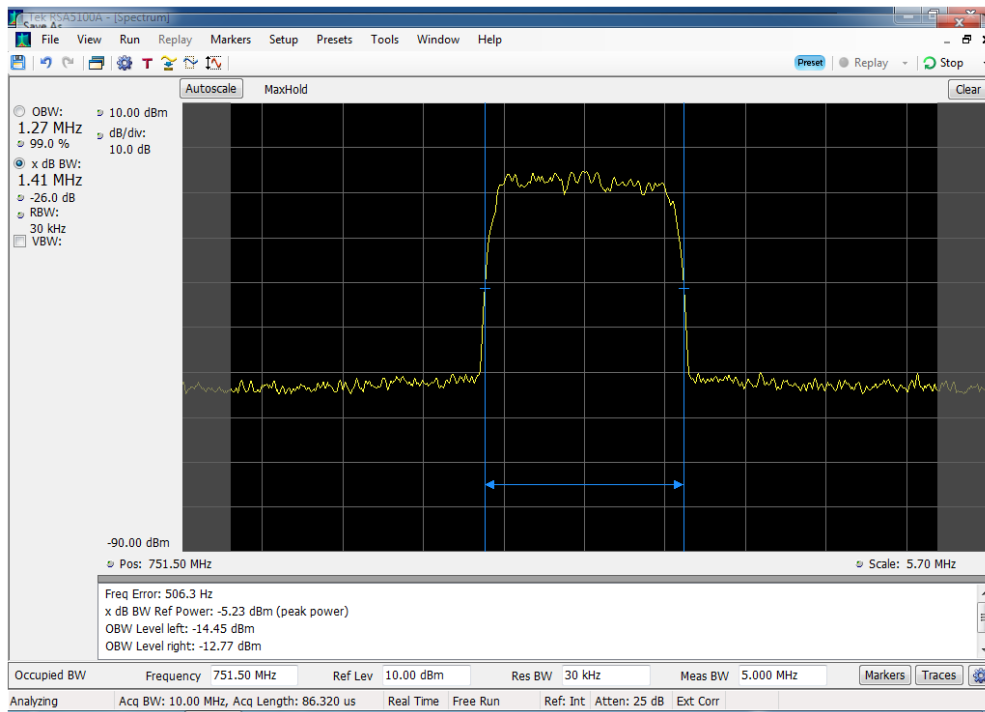 Tek RSA5100A - [Spectrum]
Save As
File View Run Replay Markers Setup Presets Tools Window Help
T Preset Replay Stop
Autoscale MaxHold Clear
OBW:
1.27 MHz
99.0 %
x dB BW:
1.41 MHz
-26.0 dB
RBW:
30 kHz
VBW:
10.00 dBm
dB/div:
10.0 dB
-90.00 dBm
Pos: 751.50 MHz Scale: 5.70 MHz
Freq Error: 506.3 Hz
x dB BW Ref Power: -5.23 dBm (peak power)
OBW Level left: -14.45 dBm
OBW Level right: -12.77 dBm
Occupied BW Frequency 751.50 MHz Ref Lev 10.00 dBm Res BW 30 kHz Meas BW 5.000 MHz Markers Traces
Analyzing Acq BW: 10.00 MHz, Acq Length: 86.320 us Real Time Free Run Ref: Int Atten: 25 dB Ext Corr